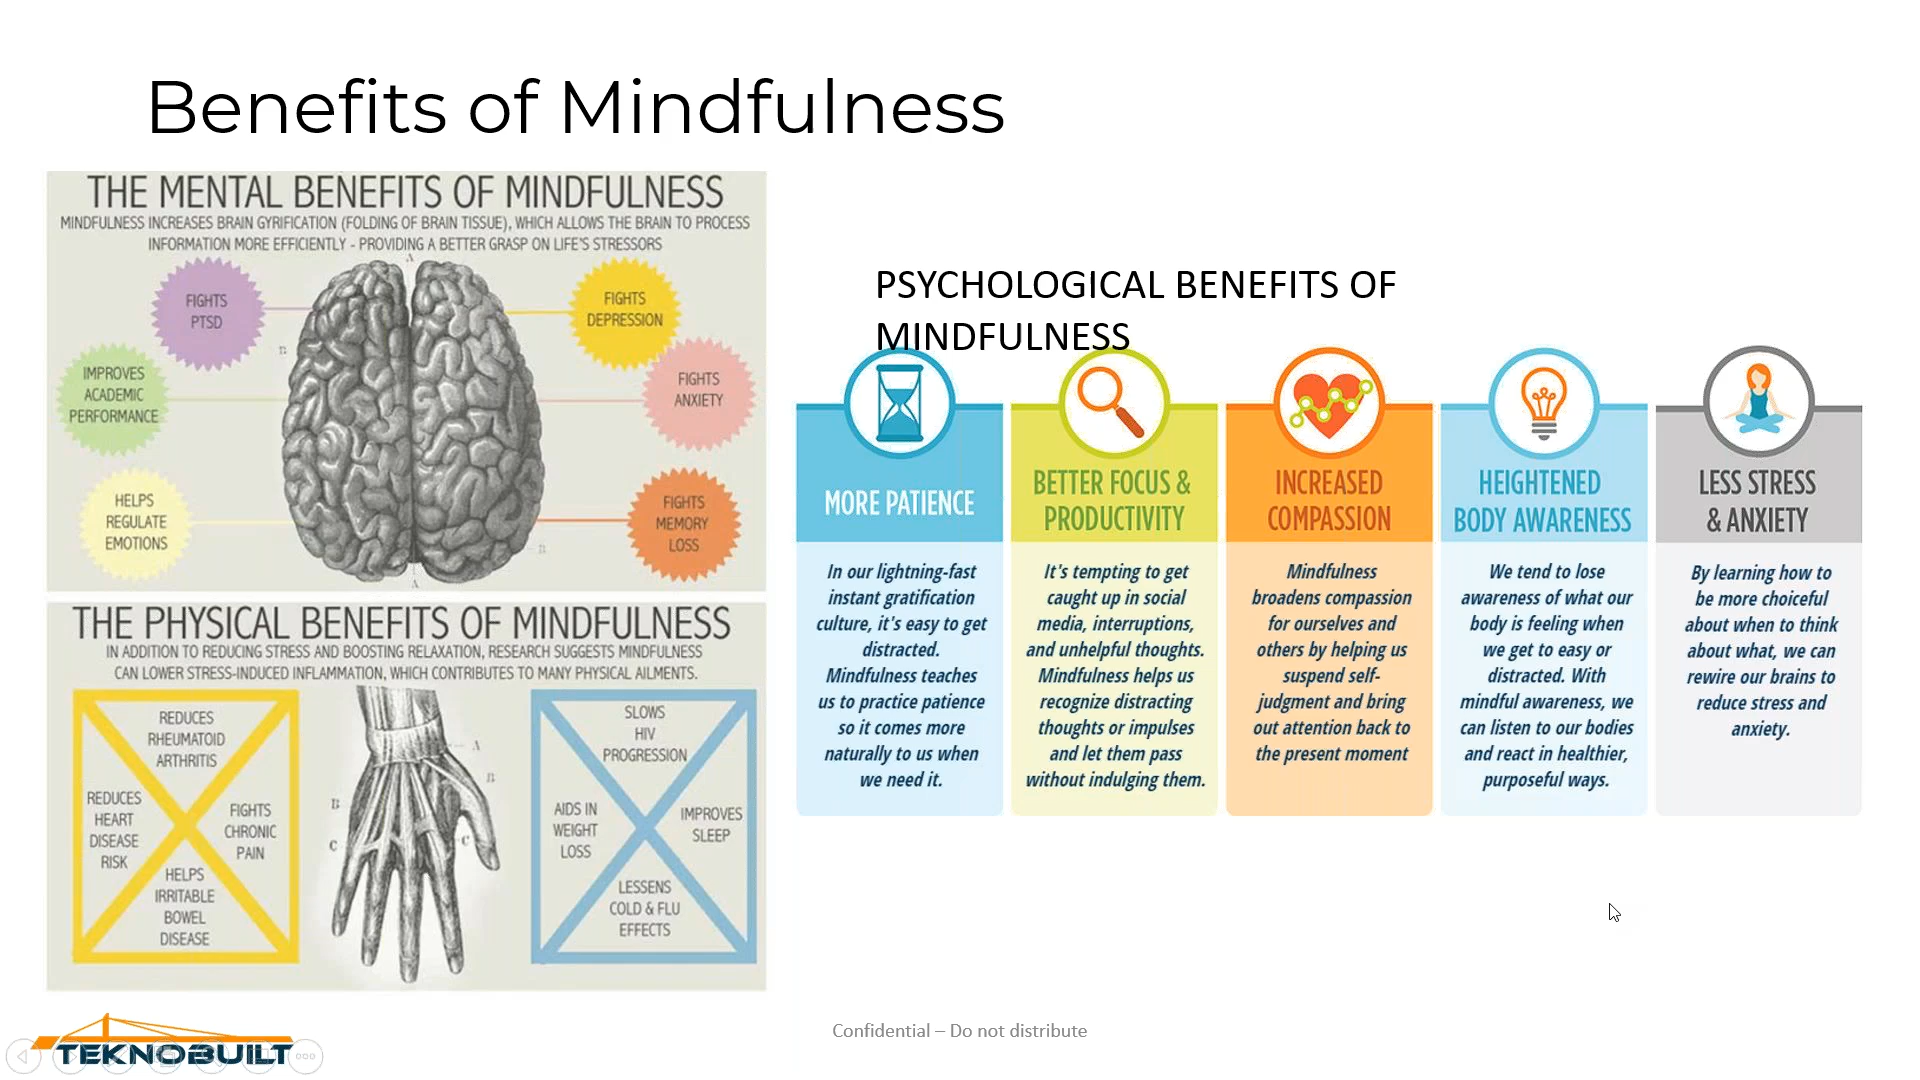 Benefits of Mindfulness
THE MENTAL BENEFITS OF MINDFULNESS
MINDFULNESS INCREASES BRAIN GYRIFICATION (FOLDING OF BRAIN TISSUE), WHICH ALLOWS THE BRAIN TO PROCESS
INFORMATION MORE EFFICIENTLY - PROVIDING A BETTER GRASP ON LIFE'S STRESSORS
A
FIGHTS
PTSD
FIGHTS
DEPRESSION
B
IMPROVES
ACADEMIC
PERFORMANCE
FIGHTS
ANXIETY
HELPS
REGULATE
EMOTIONS
FIGHTS
MEMORY
LOSS
B
A
THE PHYSICAL BENEFITS OF MINDFULNESS
IN ADDITION TO REDUCING STRESS AND BOOSTING RELAXATION, RESEARCH SUGGESTS MINDFULNESS
CAN LOWER STRESS-INDUCED INFLAMMATION, WHICH CONTRIBUTES TO MANY PHYSICAL AILMENTS.
REDUCES
RHEUMATOID
ARTHRITIS
REDUCES
HEART
DISEASE
RISK
FIGHTS
CHRONIC
PAIN
HELPS
IRRITABLE
BOWEL
DISEASE
A
B
B
C
C
SLOWS
HIV
PROGRESSION
AIDS IN
WEIGHT
LOSS
IMPROVES
SLEEP
LESSENS
COLD & FLU
EFFECTS
PSYCHOLOGICAL BENEFITS OF
MINDFULNESS
MORE PATIENCE
In our lightning-fast
instant gratification
culture, it's easy to get
distracted.
Mindfulness teaches
us to practice patience
so it comes more
naturally to us when
we need it.
BETTER FOCUS &
PRODUCTIVITY
It's tempting to get
caught up in social
media, interruptions,
and unhelpful thoughts.
Mindfulness helps us
recognize distracting
thoughts or impulses
and let them pass
without indulging them.
INCREASED
COMPASSION
Mindfulness
broadens compassion
for ourselves and
others by helping us
suspend self-
judgment and bring
out attention back to
the present moment
HEIGHTENED
BODY AWARENESS
We tend to lose
awareness of what our
body is feeling when
we get to easy or
distracted. With
mindful awareness, we
can listen to our bodies
and react in healthier,
purposeful ways.
LESS STRESS
& ANXIETY
By learning how to
be more choiceful
about when to think
about what, we can
rewire our brains to
reduce stress and
anxiety.
TEKNOBUILT
Confidential – Do not distribute